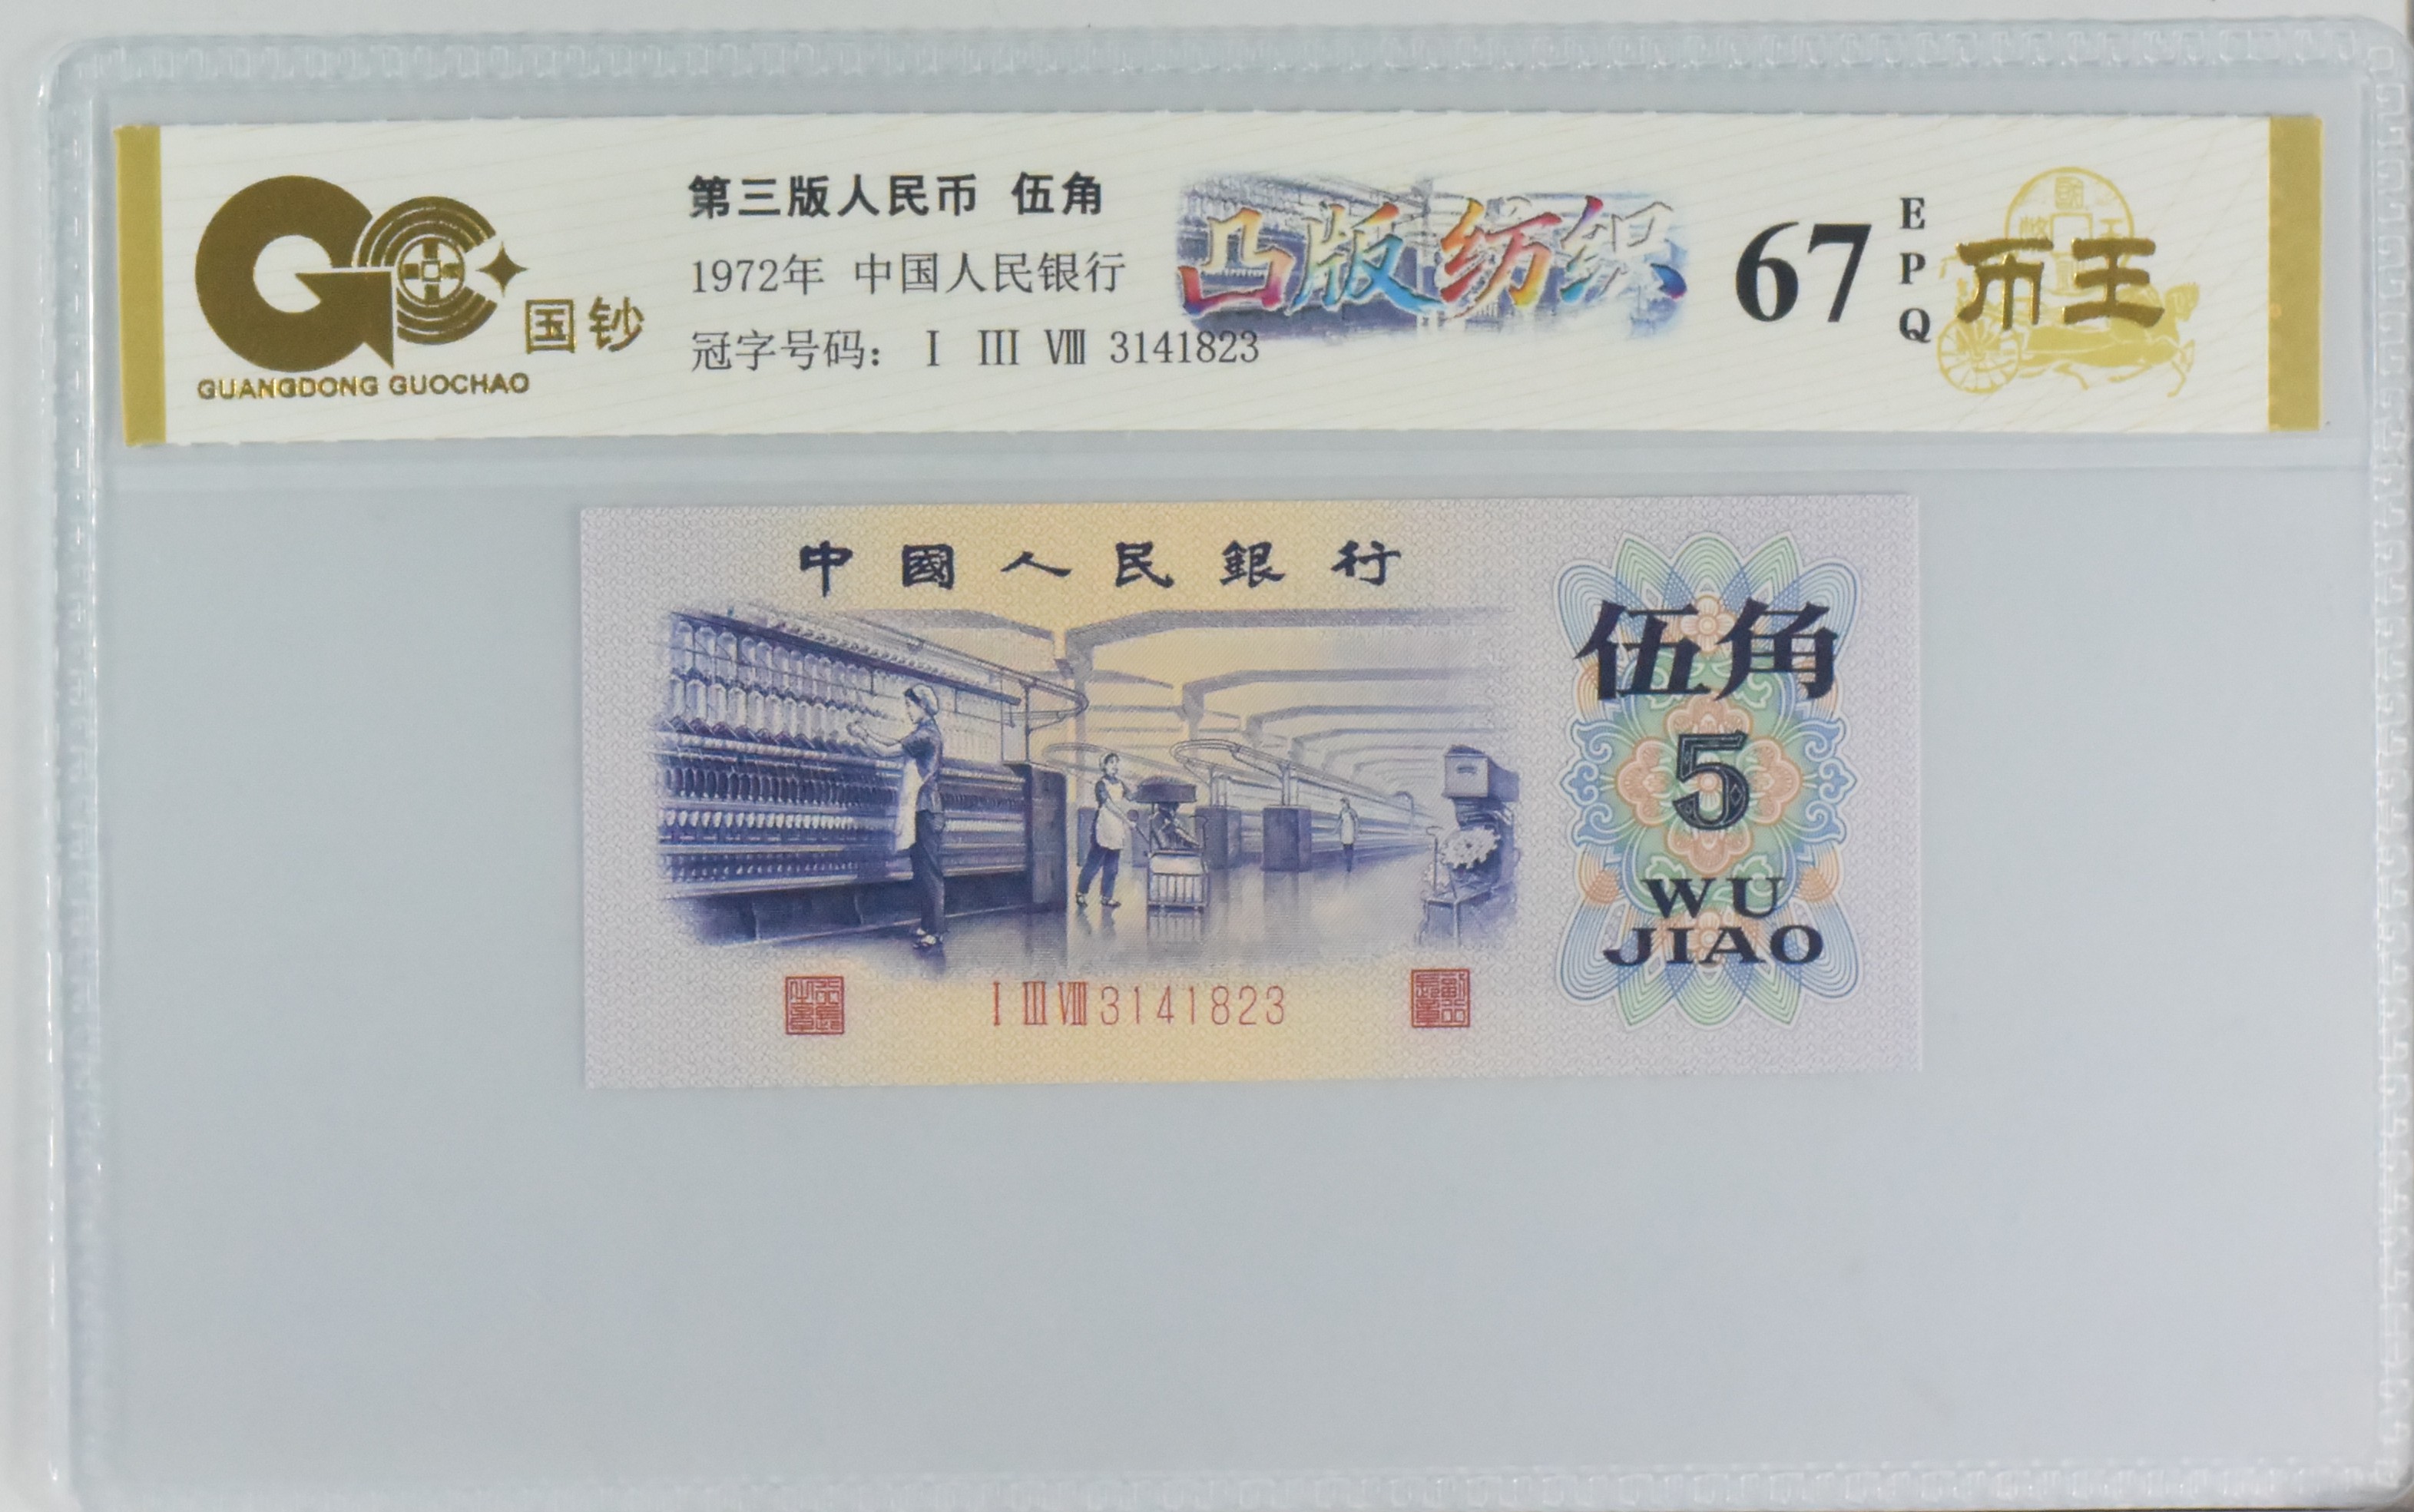 国钞
GUANGDONG GUOCHAO
第三版人民币 伍角
1972年 中国人民银行
冠字号码： Ⅰ Ⅲ Ⅷ 3141823
凸版纺织
67
EPQ
币王
中國人民銀行
伍角
5
WU
JIAO
Ⅰ Ⅲ Ⅷ 3141823